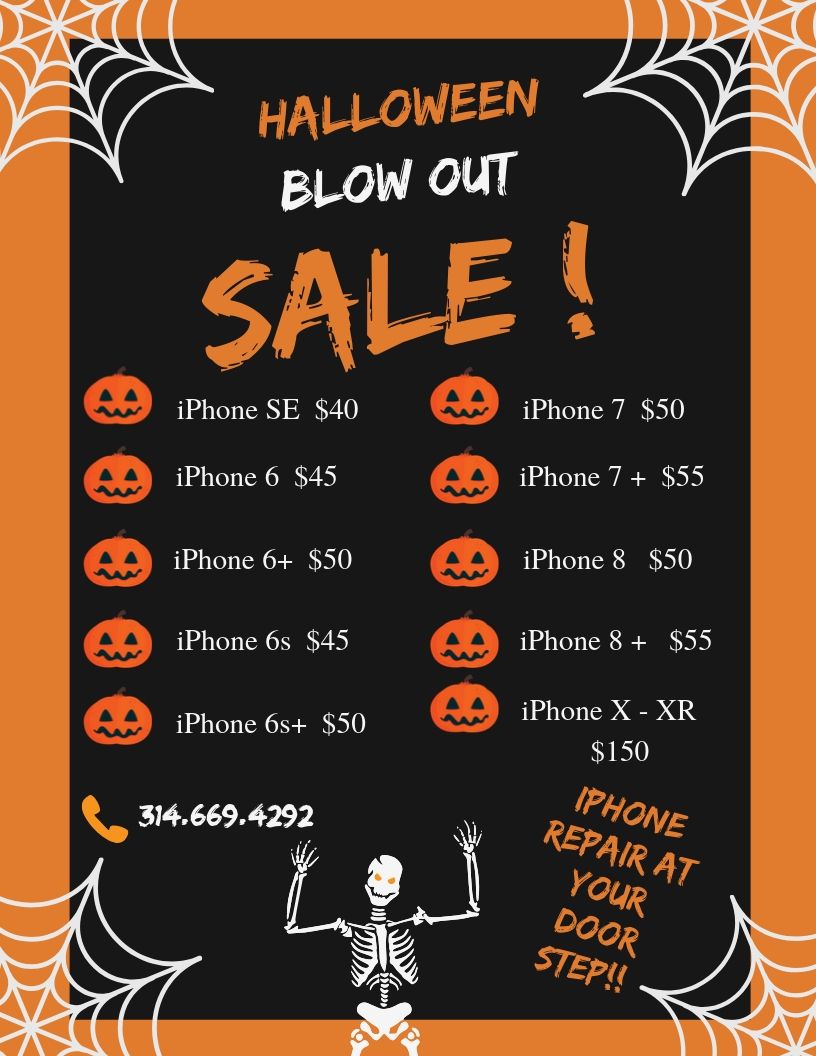 HALLOWEEN
BLOW OUT
SALE !
iPhone SE $40
iPhone 6 $45
iPhone 6+ $50
iPhone 6s $45
iPhone 6s+ $50
iPhone 7 $50
iPhone 7 + $55
iPhone 8 $50
iPhone 8 + $55
iPhone X - XR
$150
314.669.4292
IPHONE
REPAIR AT
YOUR
DOOR
STEP!!